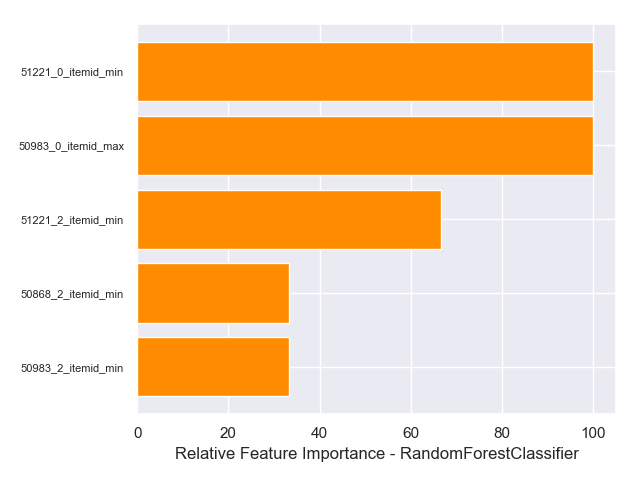 51221_0_itemid_min
50983_0_itemid_max
51221_2_itemid_min
50868_2_itemid_min
50983_2_itemid_min
0 20 40 60 80 100
Relative Feature Importance - RandomForestClassifier